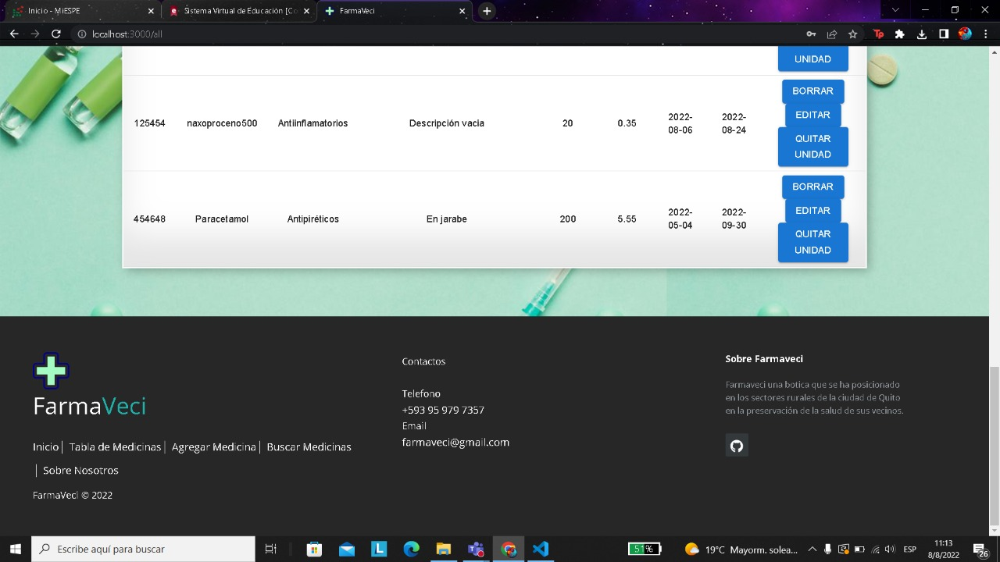 Inicio - MiESPE
Sistema Virtual de Educación [Co
FarmaVeci
localhost:3000/all
UNIDAD
125454 naxoproceno500 Antiinflamatorios Descripción vacia 20 0.35 2022-
08-06 2022-
08-24
BORRAR
EDITAR
QUITAR
UNIDAD
454648 Paracetamol Antipiréticos En jarabe 200 5.55 2022-
05-04 2022-
09-30
BORRAR
EDITAR
QUITAR
UNIDAD
FarmaVeci
Inicio| Tabla de Medicinas| Agregar Medicina| Buscar Medicinas
| Sobre Nosotros
FarmaVeci © 2022
Contactos
Telefono
+593 95 979 7357
Email
farmaveci@gmail.com
Sobre Farmaveci
Farmaveci una botica que se ha posicionado
en los sectores rurales de la ciudad de Quito
en la preservación de la salud de sus vecinos.
Escribe aquí para buscar
51%
19°C Mayorm. solea...
ESP
11:13
8/8/2022
26